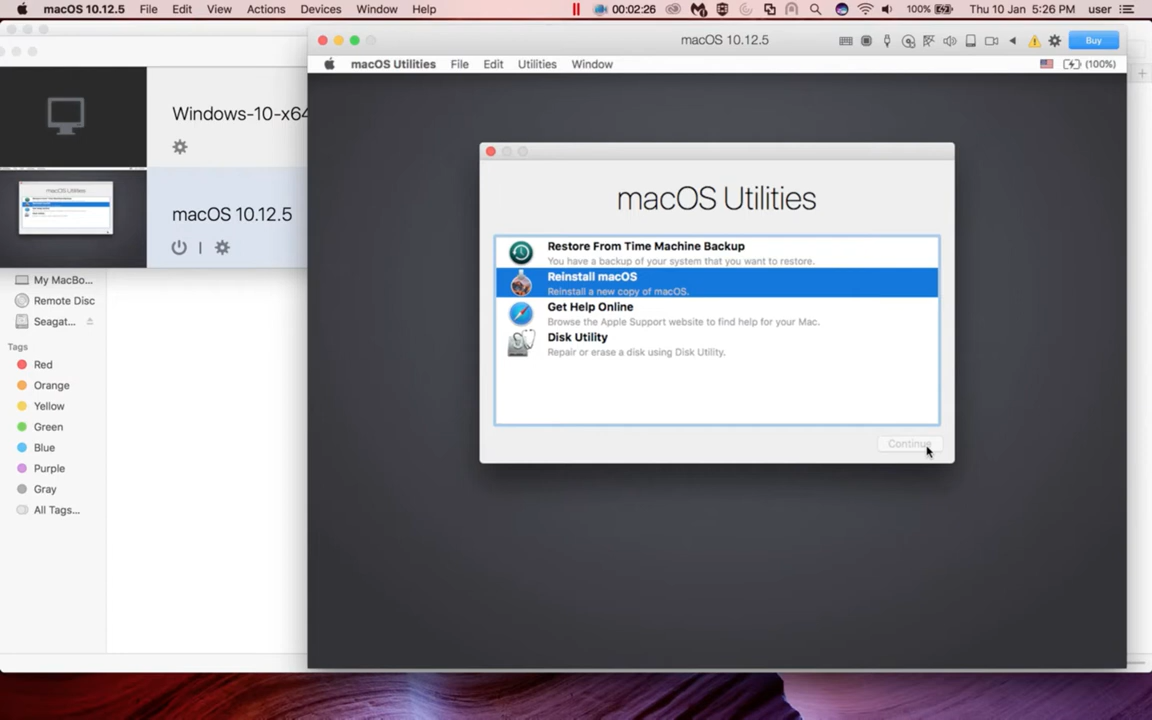 macOS 10.12.5 File Edit View Actions Devices Window Help 00:02:26 100% Thu 10 Jan 5:26 PM user
macOS 10.12.5 Buy
macOS Utilities File Edit Utilities Window (100%)
Windows-10-x64
macOS 10.12.5
My MacBo...
Remote Disc
Seagat...
Tags
Red
Orange
Yellow
Green
Blue
Purple
Gray
All Tags...
macOS Utilities
Restore From Time Machine Backup
You have a backup of your system that you want to restore.
Reinstall macOS
Reinstall a new copy of macOS.
Get Help Online
Browse the Apple Support website to find help for your Mac.
Disk Utility
Repair or erase a disk using Disk Utility.
Continue